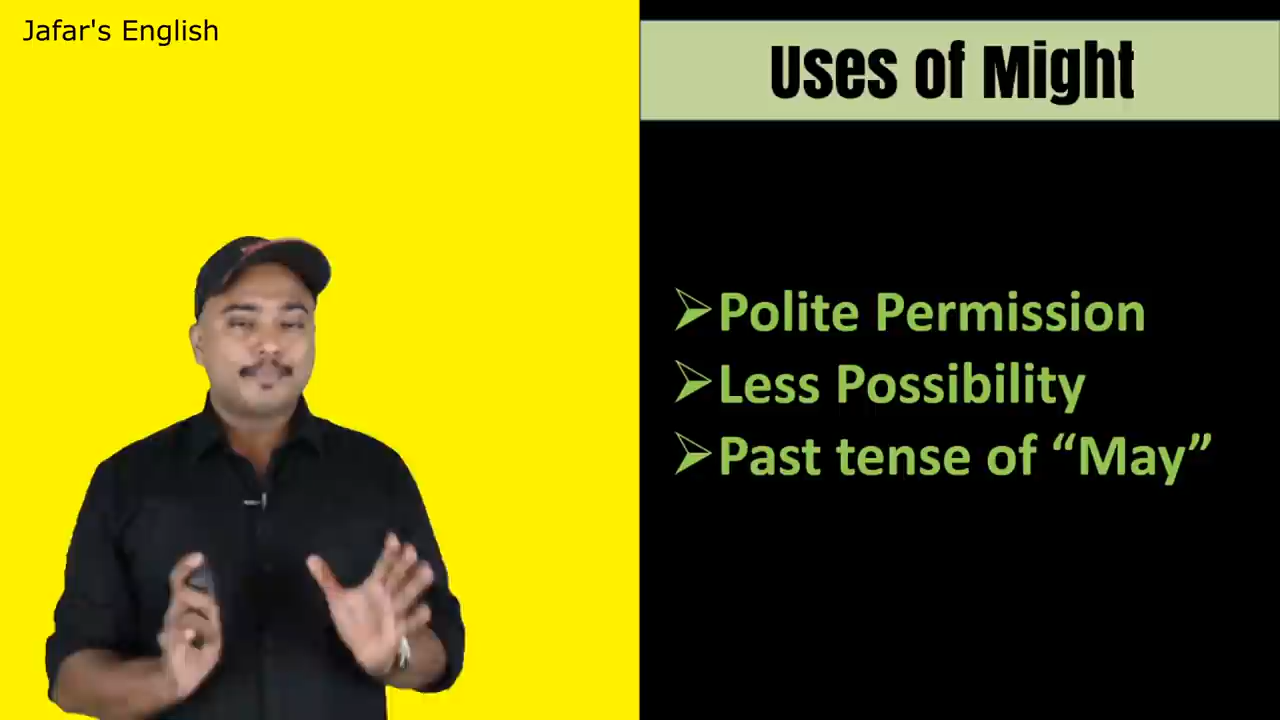 Jafar's English
Uses of Might
➢Polite Permission
➢Less Possibility
➢Past tense of “May”